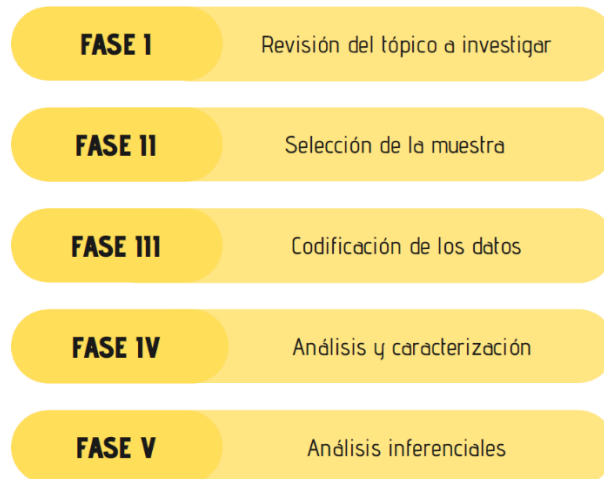 FASE I
Revisión del tópico a investigar
FASE II
Selección de la muestra
FASE III
Codificación de los datos
FASE IV
Análisis y caracterización
FASE V
Análisis inferenciales